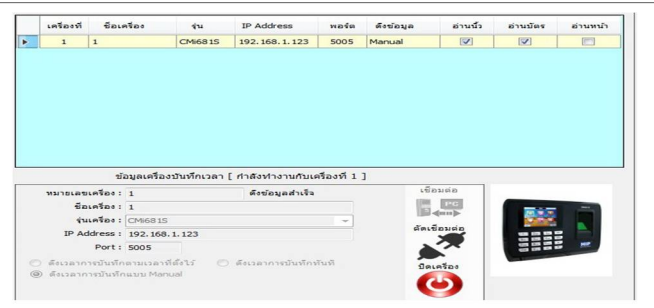 เครื่องที่ ชื่อเครื่อง รุ่น IP Address พอร์ต ดึงข้อมูล อ่านนิ้ว อ่านบัตร อ่านหน้า
1 1 CMi681S 192.168.1.123 5005 Manual
ข้อมูลเครื่องบันทึกเวลา [ กำลังทำงานกับเครื่องที่ 1 ]
หมายเลขเครื่อง : 1 ดึงข้อมูลสำเร็จ
ชื่อเครื่อง : 1
รุ่นเครื่อง : CMi681S
IP Address : 192.168.1.123
Port : 5005
ดึงเวลาการบันทึกตามเวลาที่ตั้งไว้ ดึงเวลาการบันทึกทันที
ดึงเวลาการบันทึกแบบ Manual
เชื่อมต่อ
PC
ตัดเชื่อมต่อ
ปิดเครื่อง